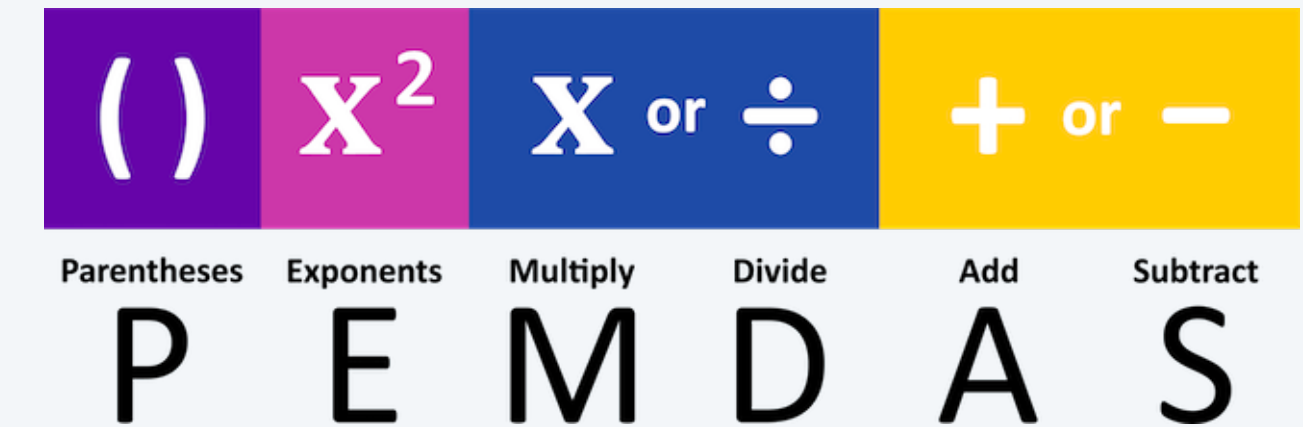 ( ) x² x or ÷ + or −
Parentheses Exponents Multiply Divide Add Subtract
P E M D A S